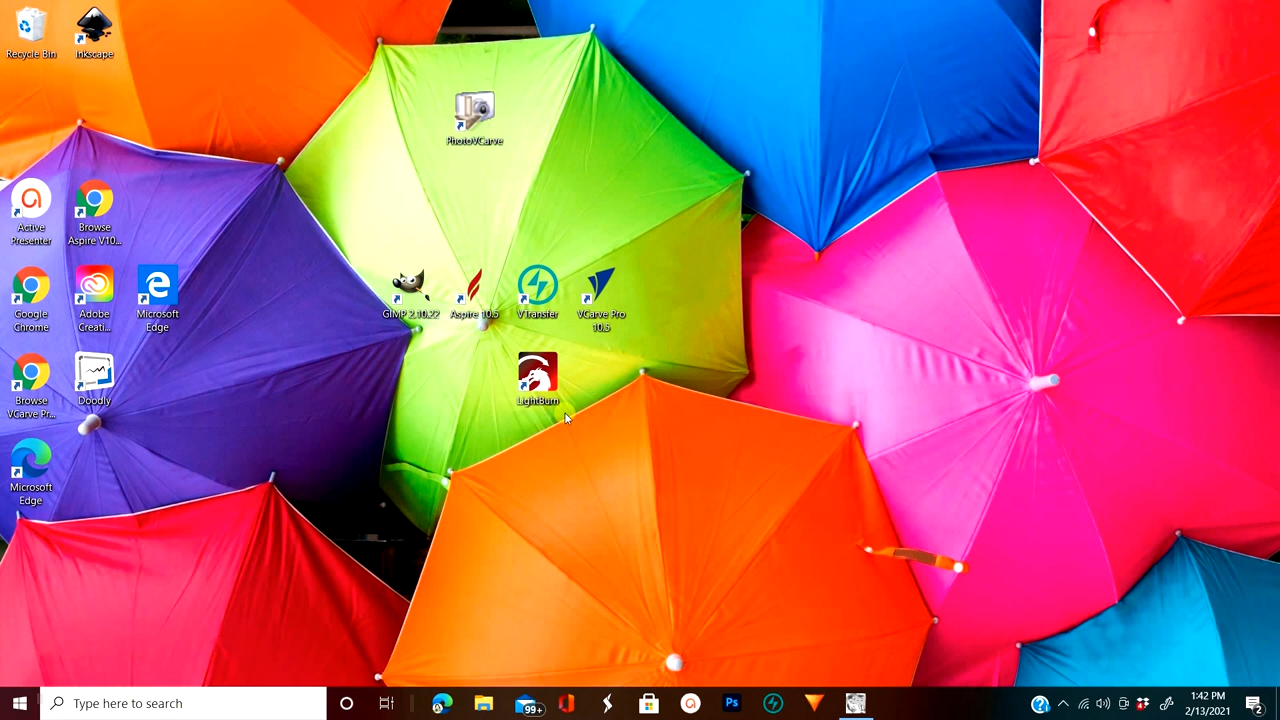 Recycle Bin
Inkscape
PhotoVCarve
Active
Presenter
Browse
Aspire V10...
Google
Chrome
Adobe
Creati...
Microsoft
Edge
GIMP 2.10.22
Aspire 10.5
VTransfer
VCarve Pro
10.5
Browse
VCarve Pr...
Doodly
LightBurn
Microsoft
Edge
Type here to search
99+
Ps
1:42 PM
2/13/2021
2